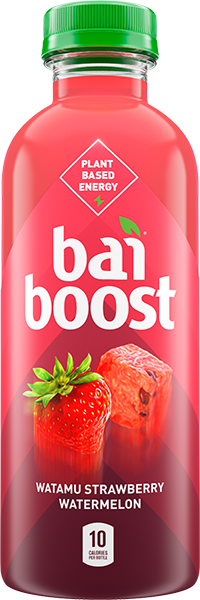 PLANT
BASED
ENERGY
bai
boost
WATAMU STRAWBERRY
WATERMELON
10
CALORIES
PER BOTTLE